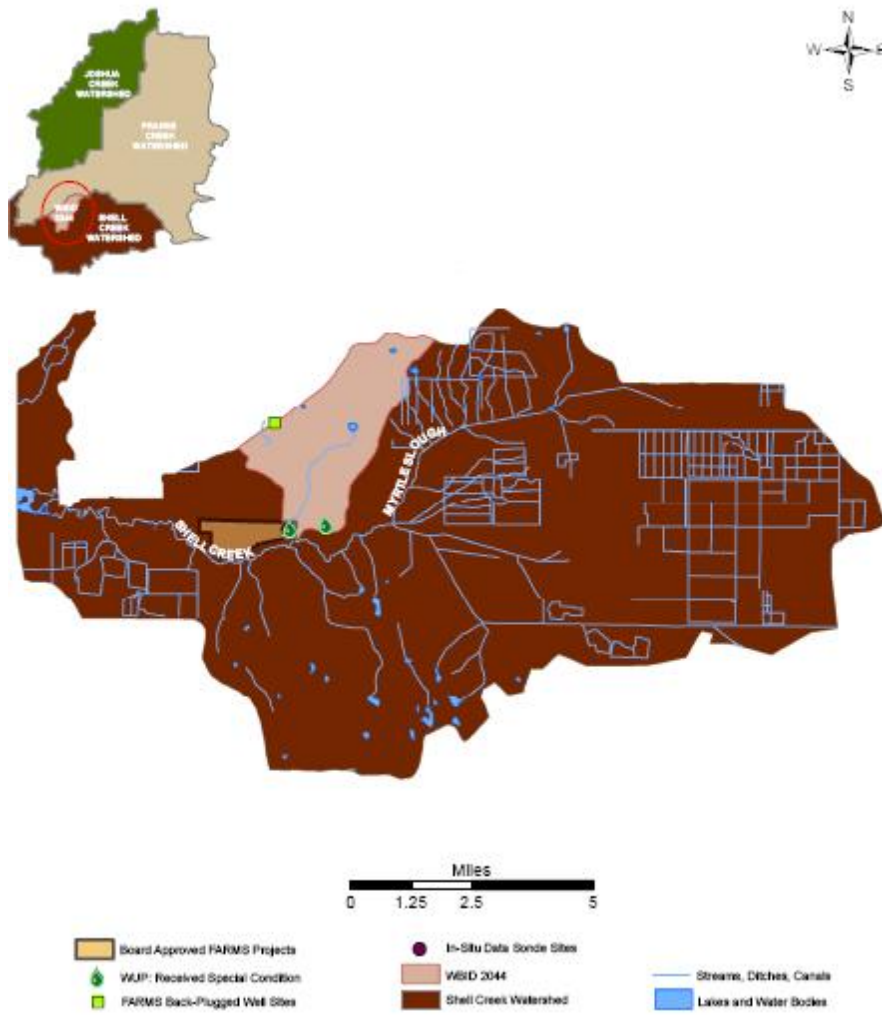 N
W E
S
JOSHUA
CREEK
WATERSHED
PRAIRIE
CREEK
WATERSHED
WBID
2044
SHELL
CREEK
WATERSHED
MYRTLE SLOUGH
SHELL CREEK
Miles
0 1.25 2.5 5
Board Approved FARMS Projects
WUP: Received Special Condition
FARMS Back-Plugged Well Sites
In-Situ Data Sonde Sites
WBID 2044
Shell Creek Watershed
Streams, Ditches, Canals
Lakes and Water Bodies